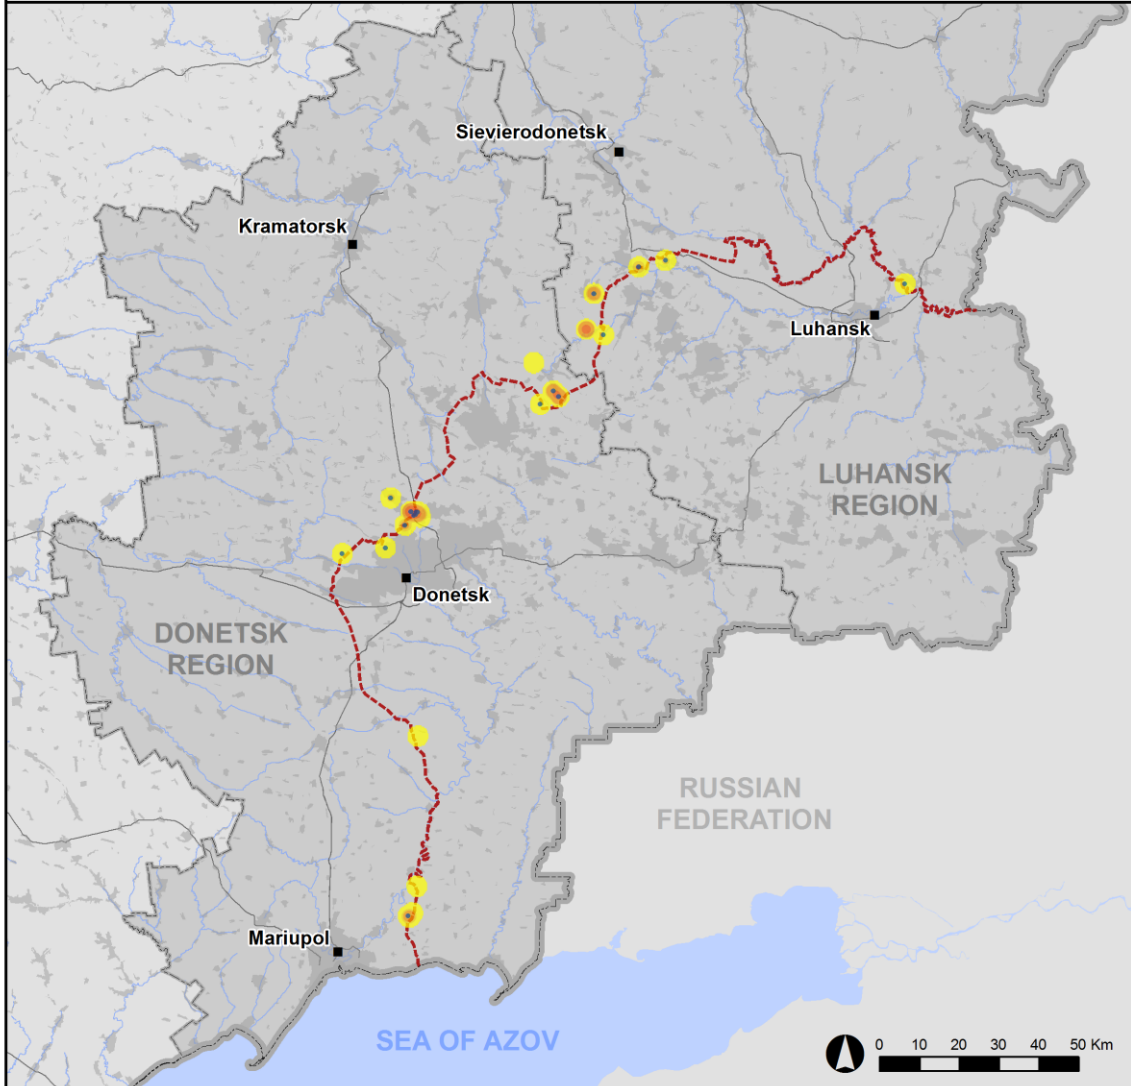 Sievierodonetsk
Kramatorsk
Luhansk
LUHANSK
REGION
Donetsk
DONETSK
REGION
RUSSIAN
FEDERATION
Mariupol
SEA OF AZOV
0 10 20 30 40 50 Km